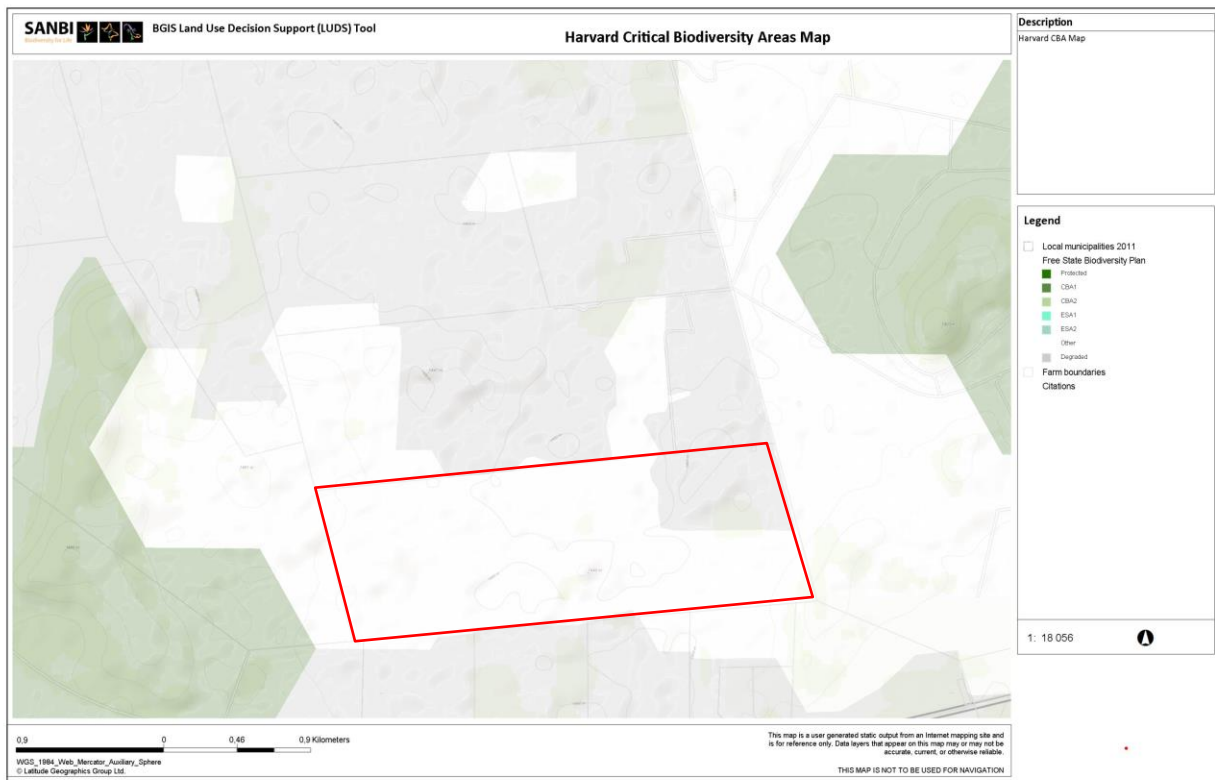 SANBI
Biodiversity for Life
BGIS Land Use Decision Support (LUDS) Tool
Harvard Critical Biodiversity Areas Map
Description
Harvard CBA Map
Legend
Local municipalities 2011
Free State Biodiversity Plan
Protected
CBA1
CBA2
ESA1
ESA2
Other
Degraded
Farm boundaries
Citations
1: 18 056
0,9 0 0,46 0,9 Kilometers
WGS_1984_Web_Mercator_Auxiliary_Sphere
© Latitude Geographics Group Ltd.
This map is a user generated static output from an Internet mapping site and
is for reference only. Data layers that appear on this map may or may not be
accurate, current, or otherwise reliable.
THIS MAP IS NOT TO BE USED FOR NAVIGATION